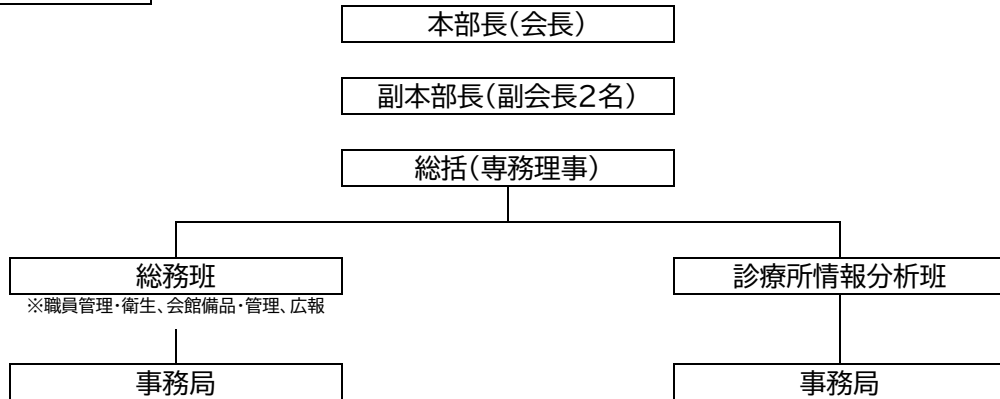 本部長(会長)
副本部長(副会長2名)
総括(専務理事)
総務班
診療所情報分析班
※職員管理・衛生、会館備品・管理、広報
事務局
事務局